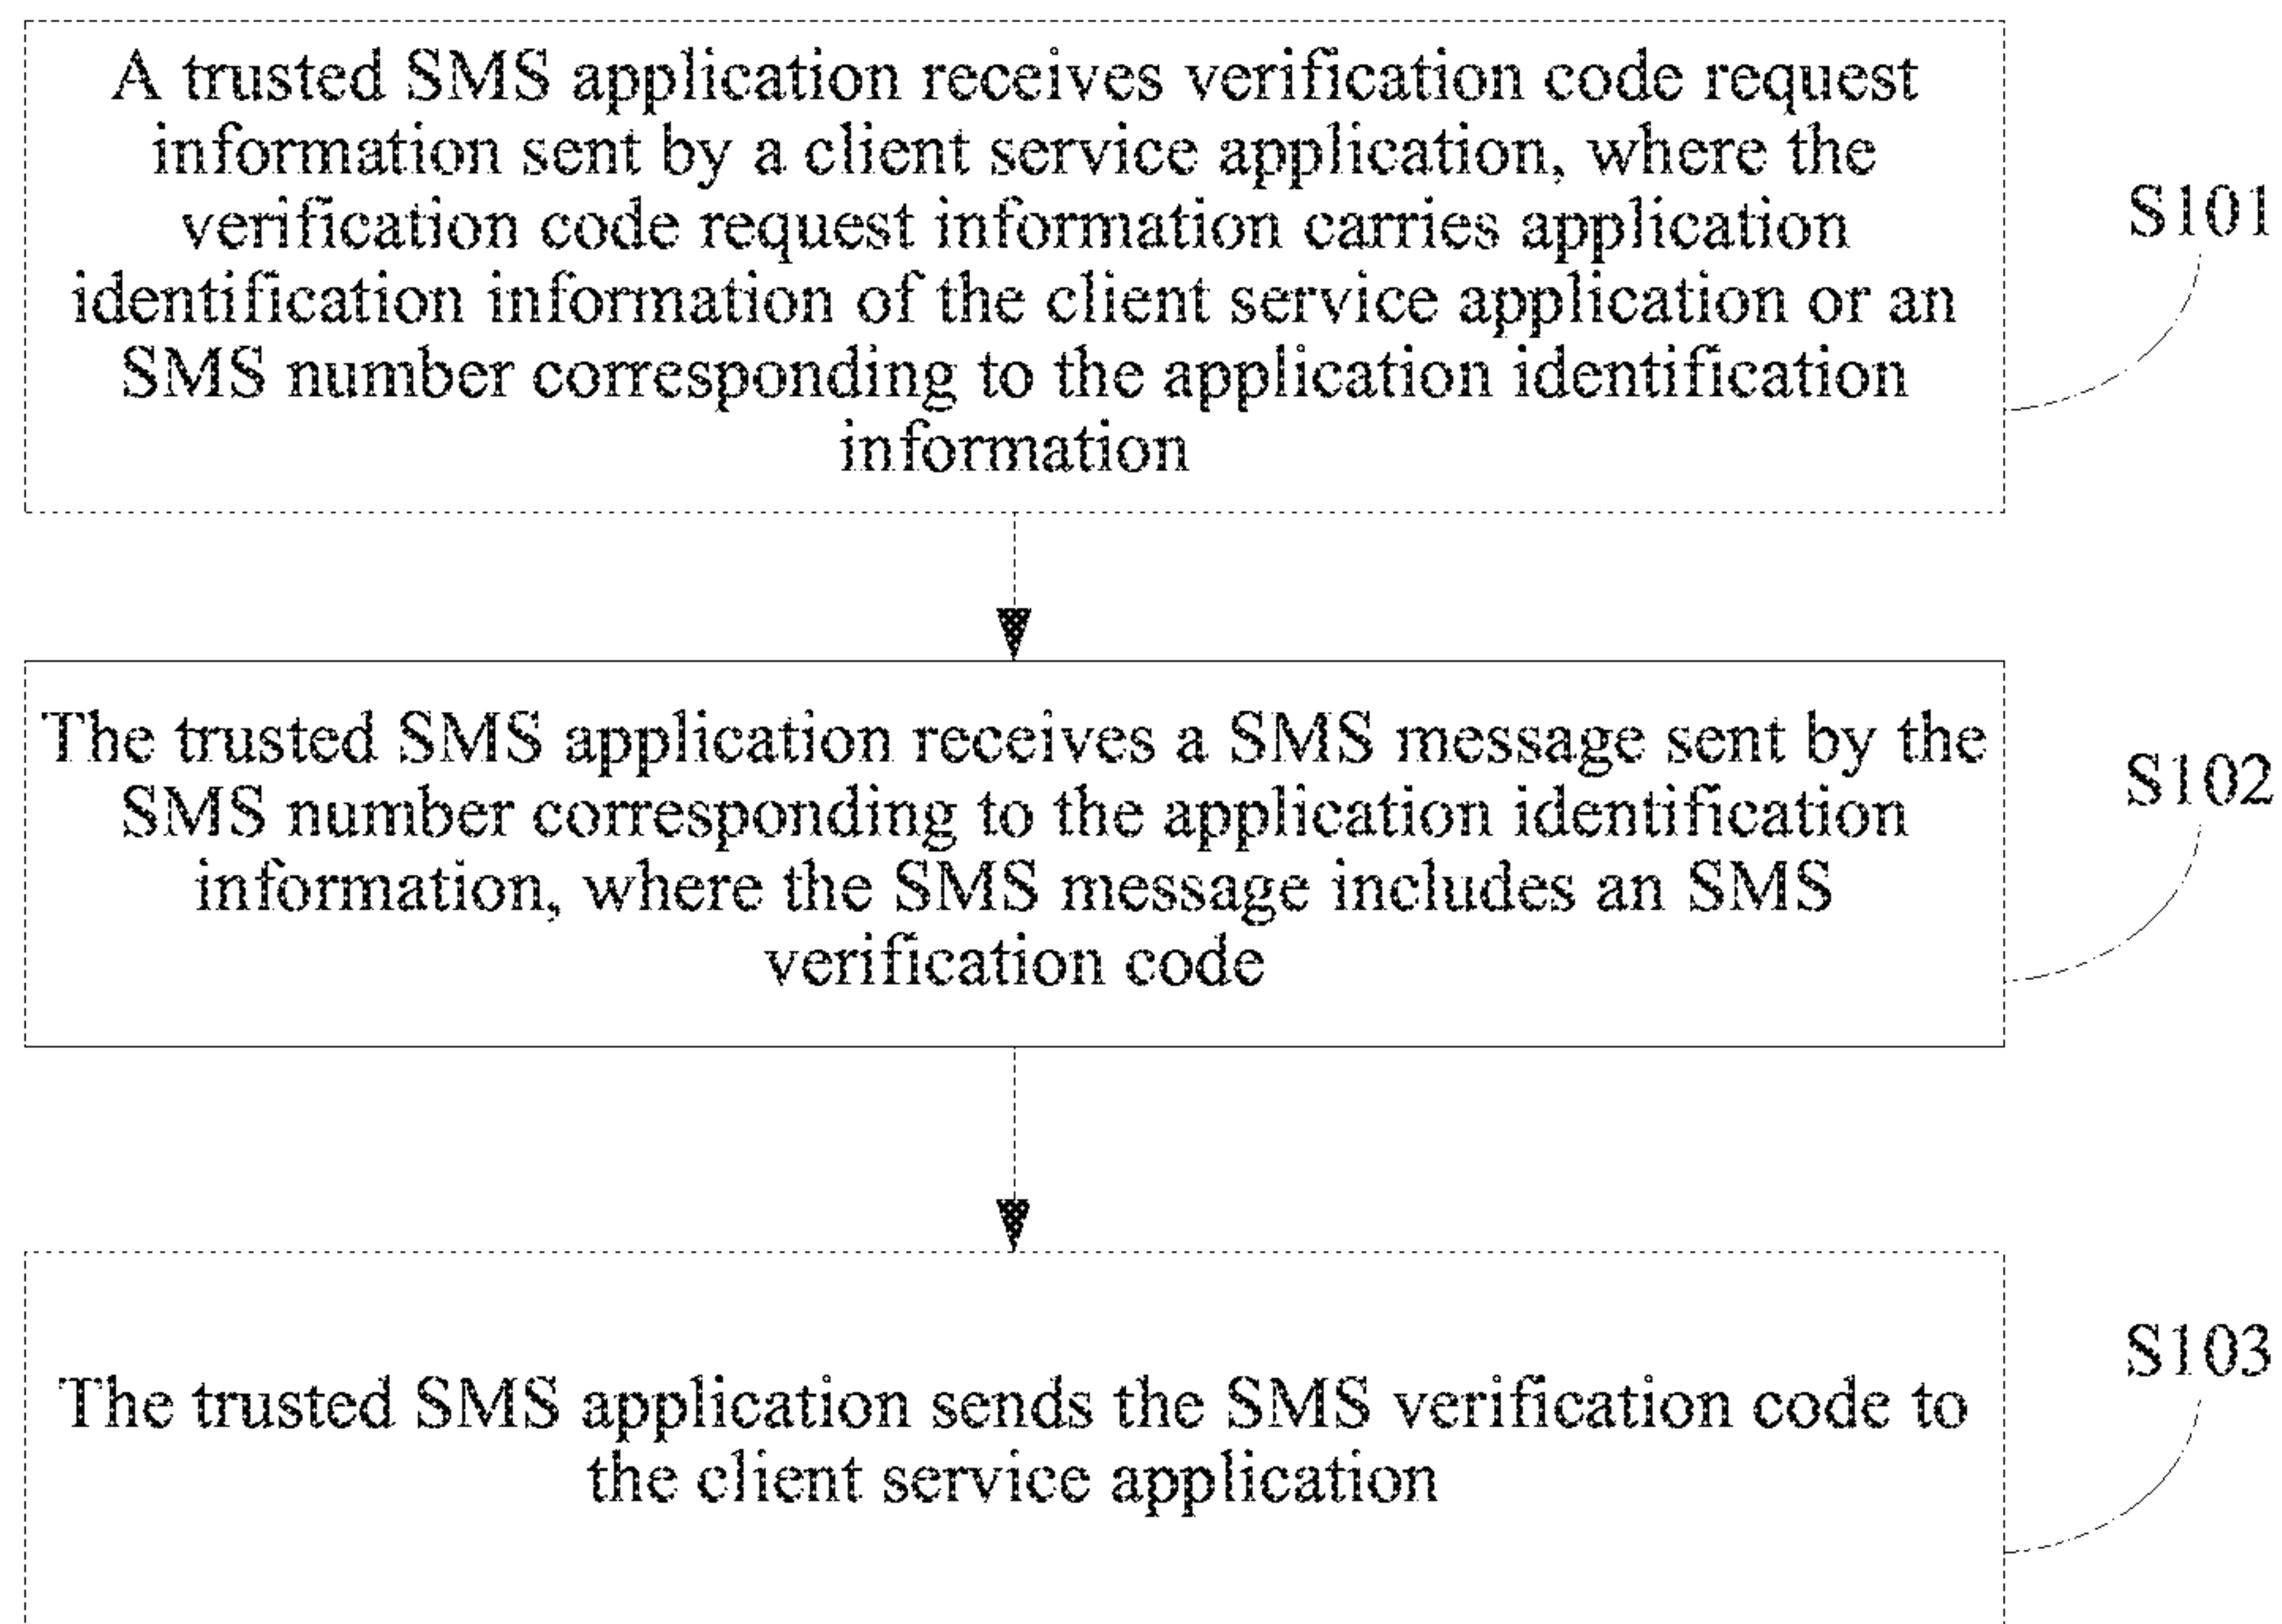 A trusted SMS application receives verification code request
information sent by a client service application, where the
verification code request information carries application
identification information of the client service application or an
SMS number corresponding to the application identification
information
S101
The trusted SMS application receives a SMS message sent by the
SMS number corresponding to the application identification
information, where the SMS message includes an SMS
verification code
S102
The trusted SMS application sends the SMS verification code to
the client service application
S103